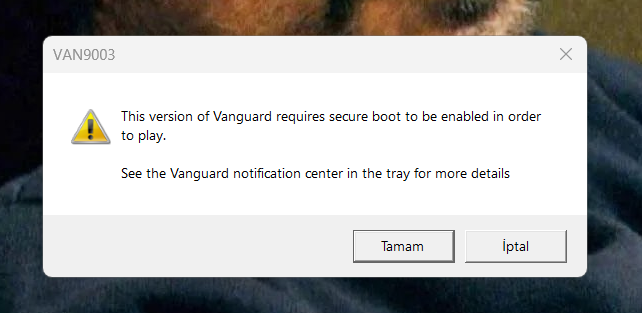 VAN9003
This version of Vanguard requires secure boot to be enabled in order
to play.
See the Vanguard notification center in the tray for more details
Tamam
İptal